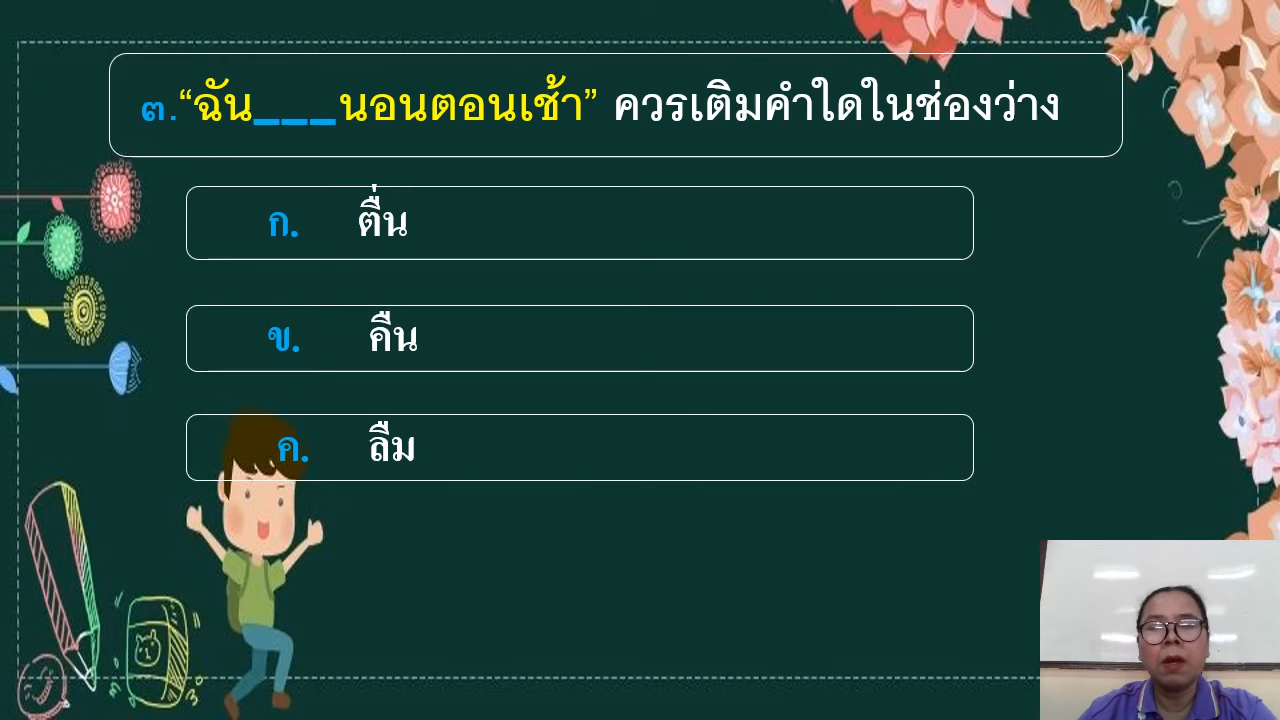 ๓.“ฉัน___นอนตอนเช้า” ควรเติมคำใดในช่องว่าง
ก. ตื่น
ข. คืน
ค. ลืม